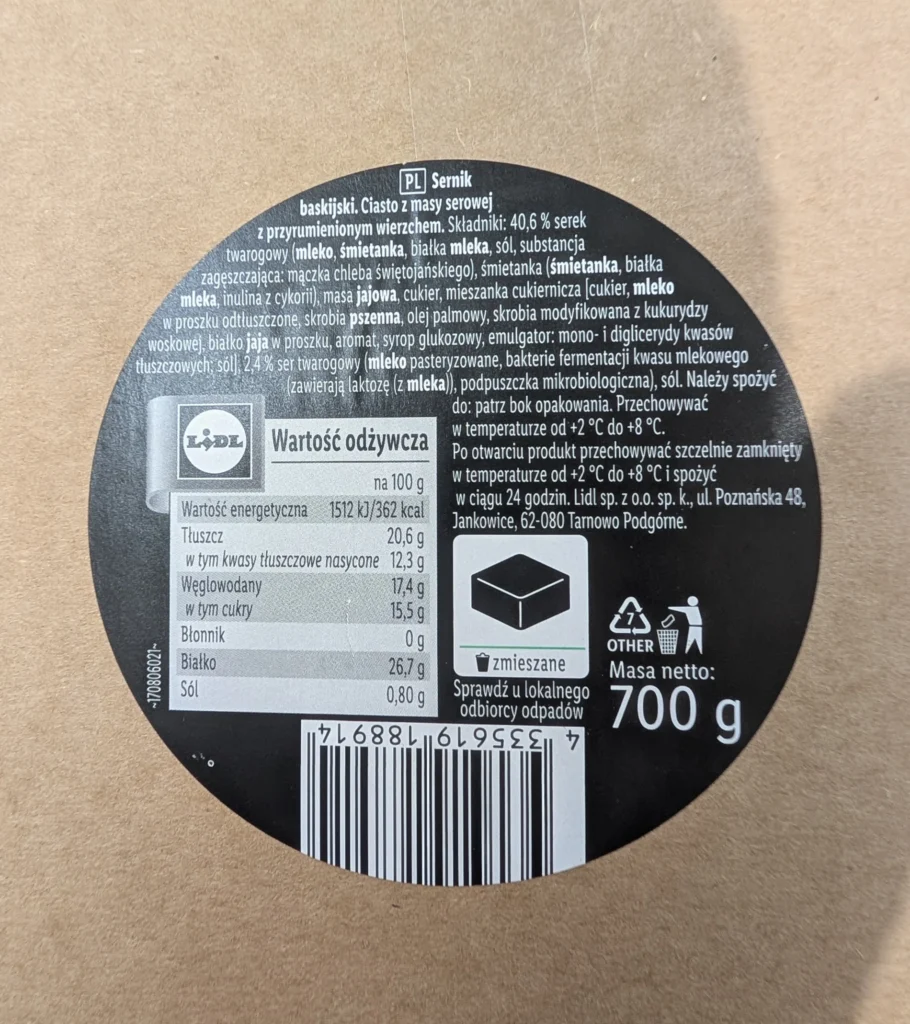 PL Sernik
baskijski. Ciasto z masy serowej
z przyrumienionym wierzchem. Składniki: 40,6 % serek
twarogowy (mleko, śmietanka, białka mleka, sól, substancja
zagęszczająca: mączka chleba świętojańskiego), śmietanka (śmietanka, białka
mleka, inulina z cykorii), masa jajowa, cukier, mieszanka cukiernicza [cukier, mleko
w proszku odtłuszczone, skrobia pszenna, olej palmowy, skrobia modyfikowana z kukurydzy
woskowej, białko jaja w proszku, aromat, syrop glukozowy, emulgator: mono- i diglicerydy kwasów
tłuszczowych; sól], 2,4 % ser twarogowy (mleko pasteryzowane, bakterie fermentacji kwasu mlekowego
(zawierają laktozę (z mleka)), podpuszczka mikrobiologiczna), sól. Należy spożyć
do: patrz bok opakowania. Przechowywać
w temperaturze od +2 °C do +8 °C.
Po otwarciu produkt przechowywać szczelnie zamknięty
w temperaturze od +2 °C do +8 °C i spożyć
w ciągu 24 godzin. Lidl sp. z o.o. sp. k., ul. Poznańska 48,
Jankowice, 62-080 Tarnowo Podgórne.
LIDL
Wartość odżywcza
na 100 g
Wartość energetyczna 1512 kJ/362 kcal
Tłuszcz 20,6 g
w tym kwasy tłuszczowe nasycone 12,3 g
Węglowodany 17,4 g
w tym cukry 15,5 g
Błonnik 0 g
Białko 26,7 g
Sól 0,80 g
~170806021~
zmieszane
Sprawdź u lokalnego
odbiorcy odpadów
7
OTHER
Masa netto:
700 g
4 335619 188914